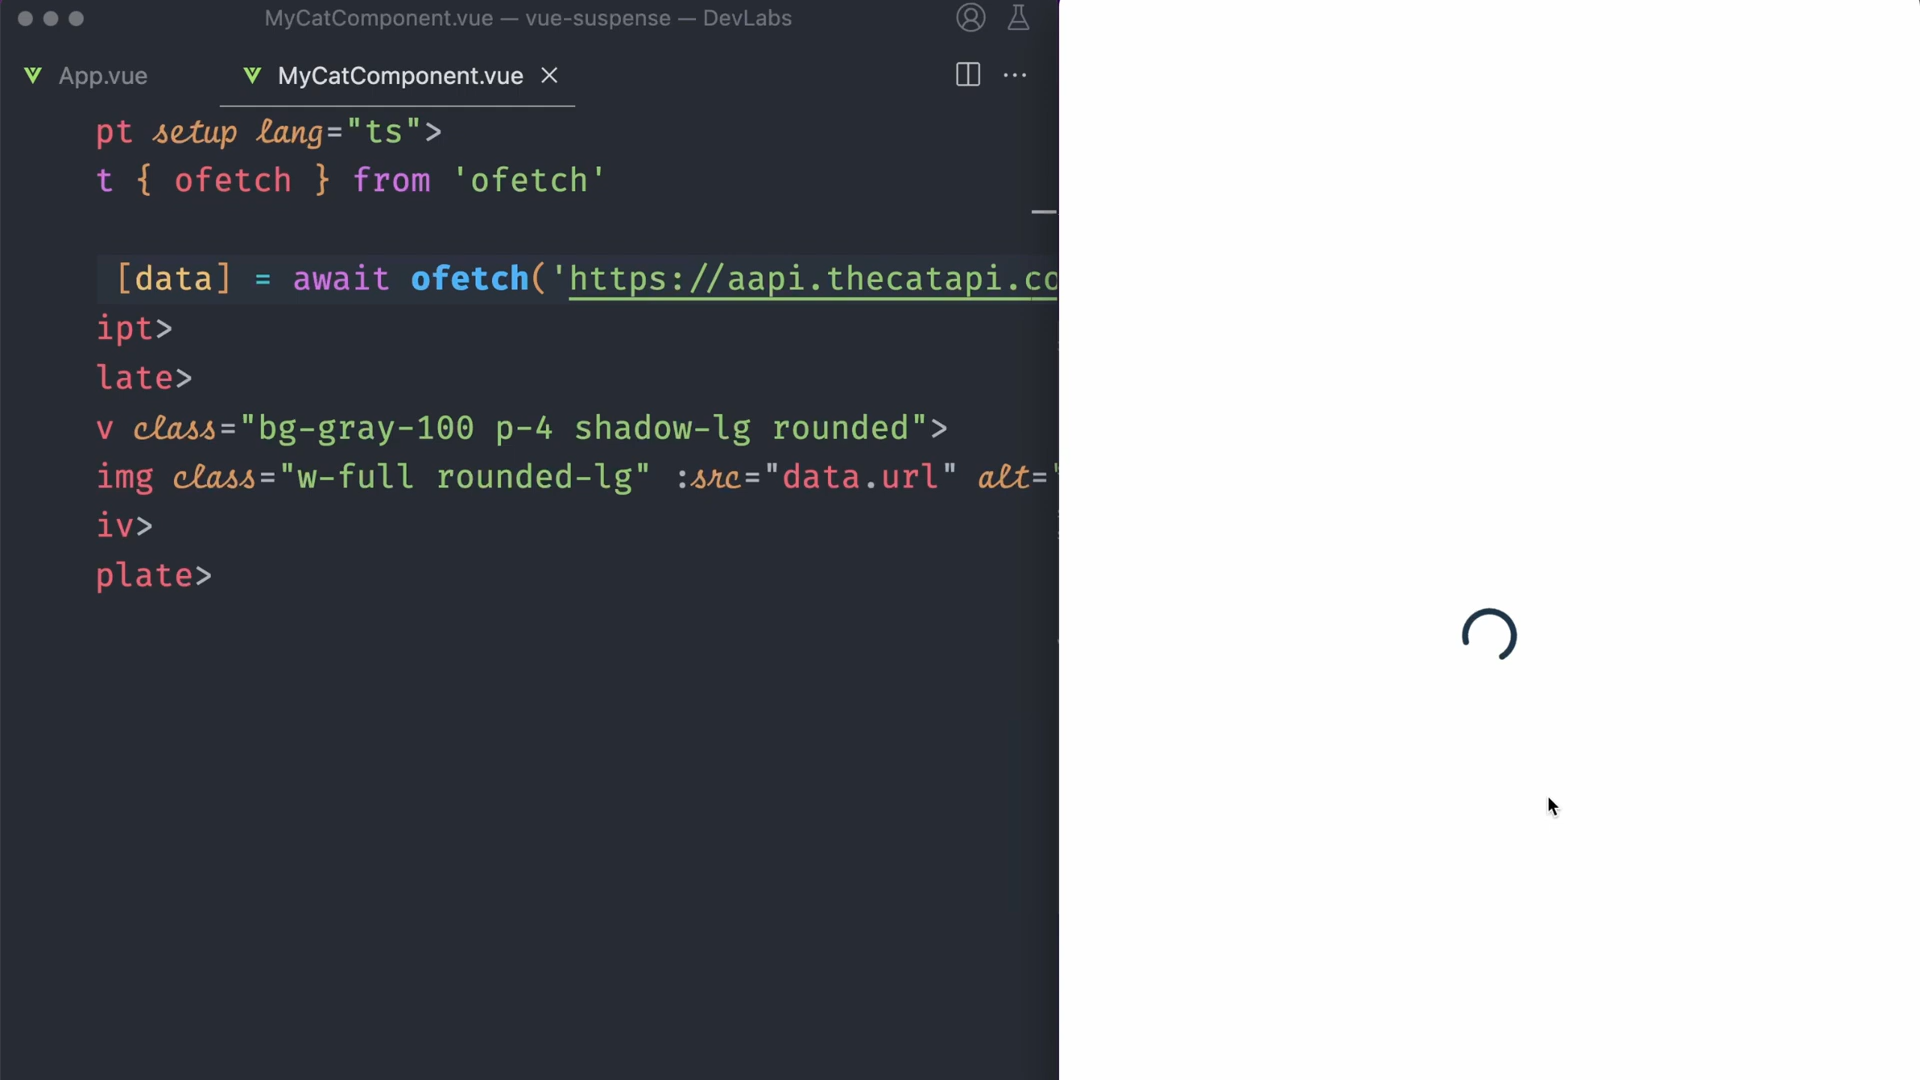 MyCatComponent.vue — vue-suspense — DevLabs
App.vue
MyCatComponent.vue
pt setup lang="ts">
t { ofetch } from 'ofetch'
[data] = await ofetch('https://aapi.thecatapi.co
ipt>
late>
v class="bg-gray-100 p-4 shadow-lg rounded">
img class="w-full rounded-lg" :src="data.url" alt="
iv>
plate>